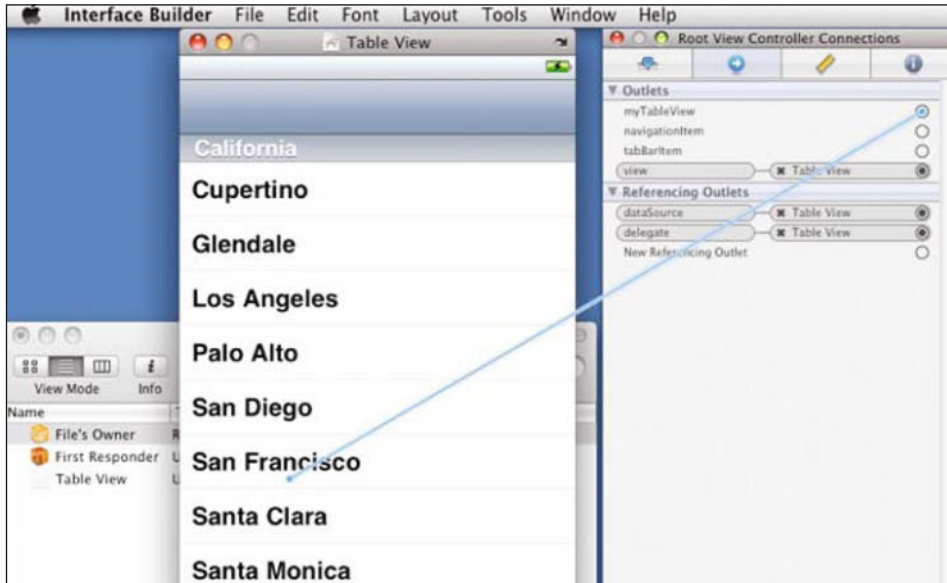 Interface Builder File Edit Font Layout Tools Window Help
Table View
California
Cupertino
Glendale
Los Angeles
Palo Alto
San Diego
San Francisco
Santa Clara
Santa Monica
View Mode Info
Name
File's Owner R
First Responder U
Table View U
Root View Controller Connections
Outlets
myTableView
navigationItem
tabBarItem
view Table View
Referencing Outlets
dataSource Table View
delegate Table View
New Referencing Outlet